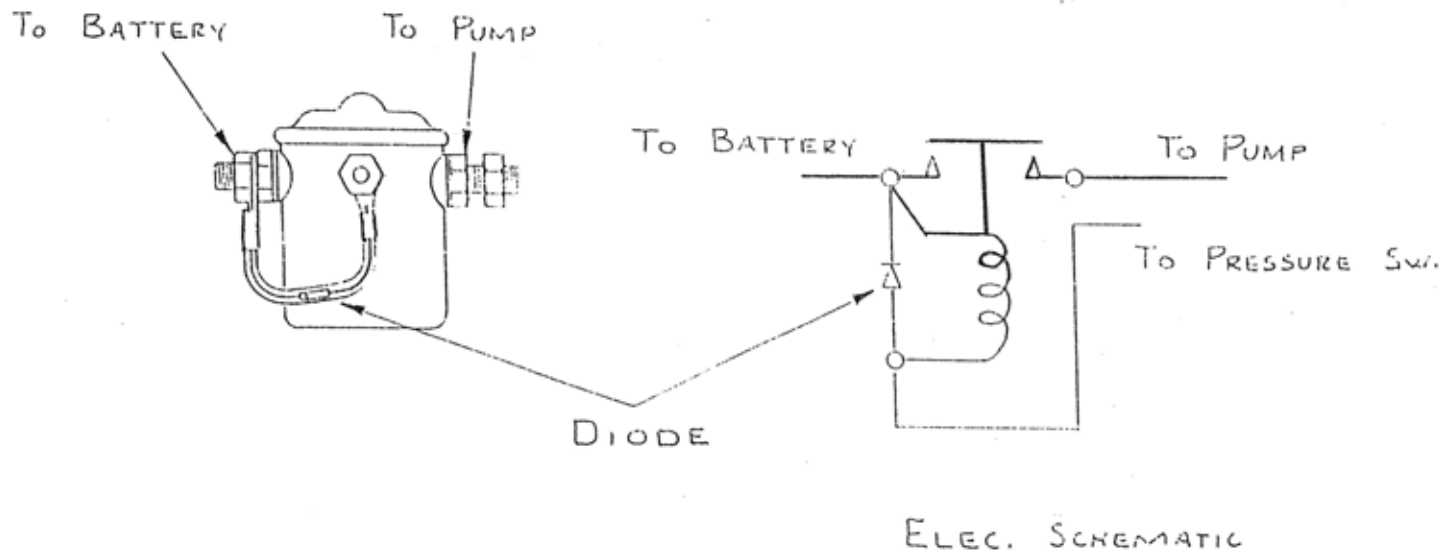 To BATTERY
To PUMP
To BATTERY
To PUMP
To PRESSURE SW.
DIODE
ELEC. SCHEMATIC